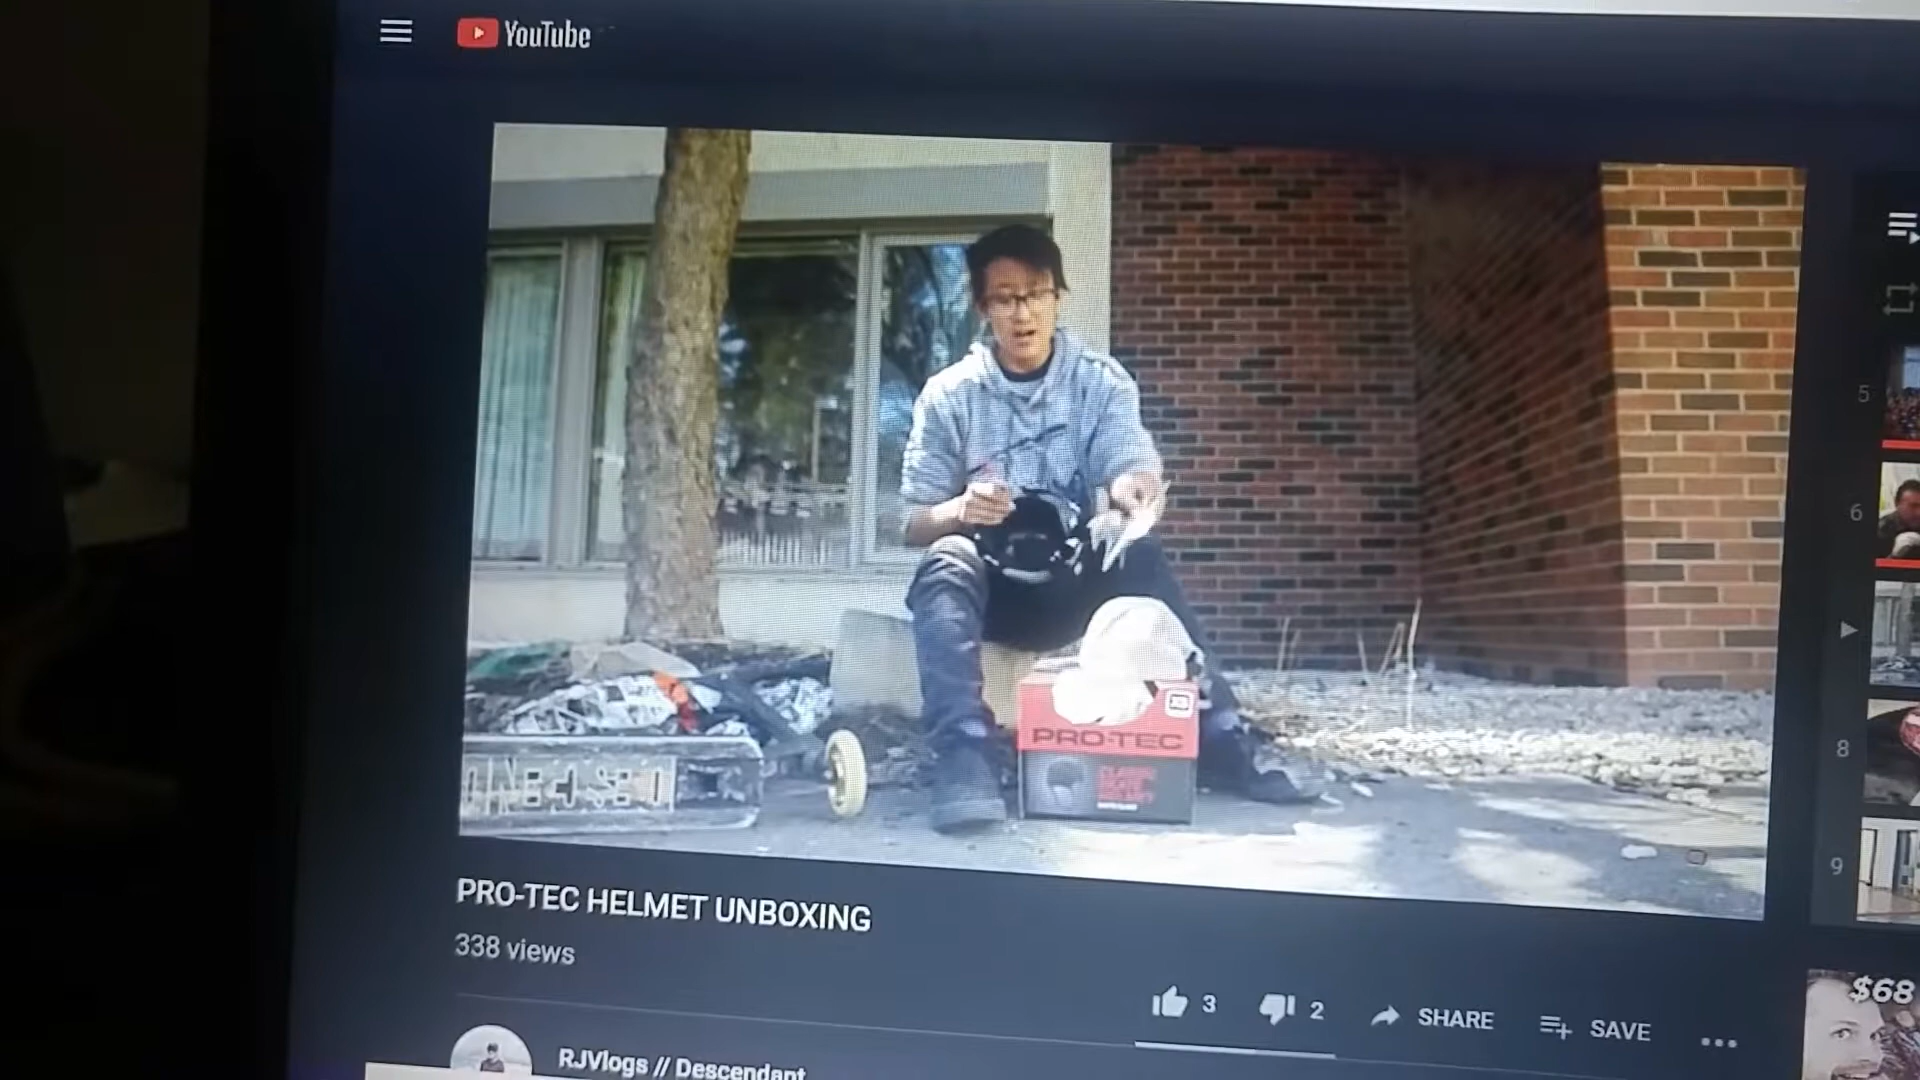 YouTube
5
6
XS
PRO-TEC
8
9
PRO-TEC HELMET UNBOXING
338 views
$68
3
2
SHARE
SAVE
RJVlogs // Descendant